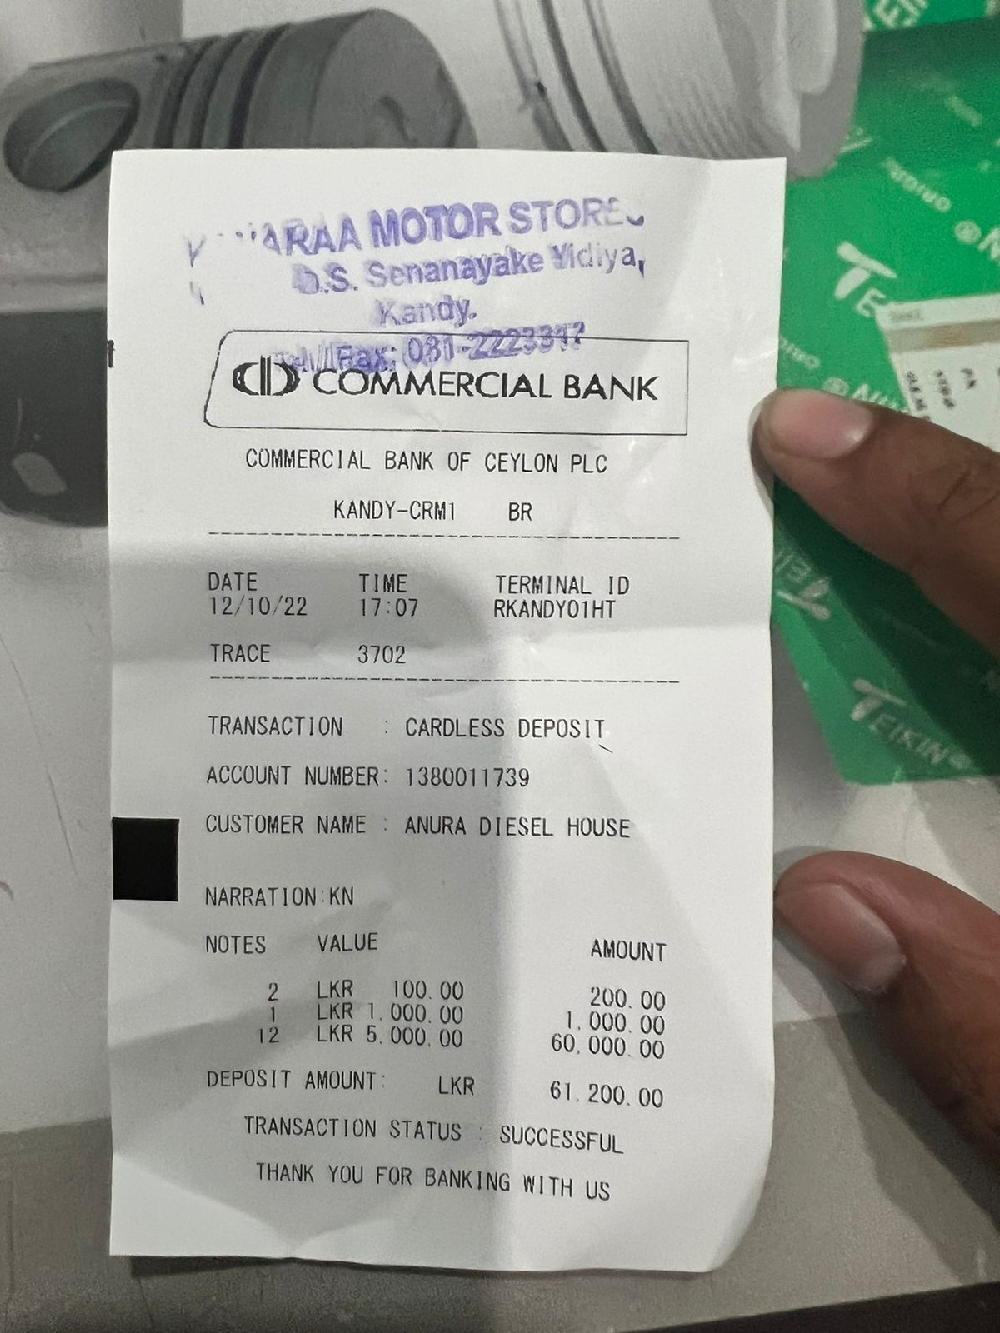 MOTOR STORES
D.S. Senanayake Vidiya,
Kandy.
Fax: 081-2223317
COMMERCIAL BANK
COMMERCIAL BANK OF CEYLON PLC
KANDY-CRM1 BR
DATE TIME TERMINAL ID
12/10/22 17:07 RKANDY01HT
TRACE 3702
TRANSACTION : CARDLESS DEPOSIT
ACCOUNT NUMBER: 1380011739
CUSTOMER NAME : ANURA DIESEL HOUSE
NARRATION:KN
NOTES VALUE AMOUNT
2 LKR 100.00 200.00
1 LKR 1,000.00 1,000.00
12 LKR 5,000.00 60,000.00
DEPOSIT AMOUNT: LKR 61,200.00
TRANSACTION STATUS : SUCCESSFUL
THANK YOU FOR BANKING WITH US
TEIKIN®